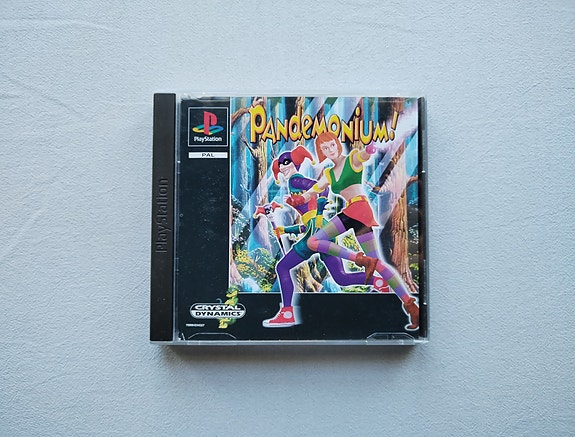 PANDEMONIUM!
PlayStation
PAL
PlayStation
CRYSTAL
DYNAMICS